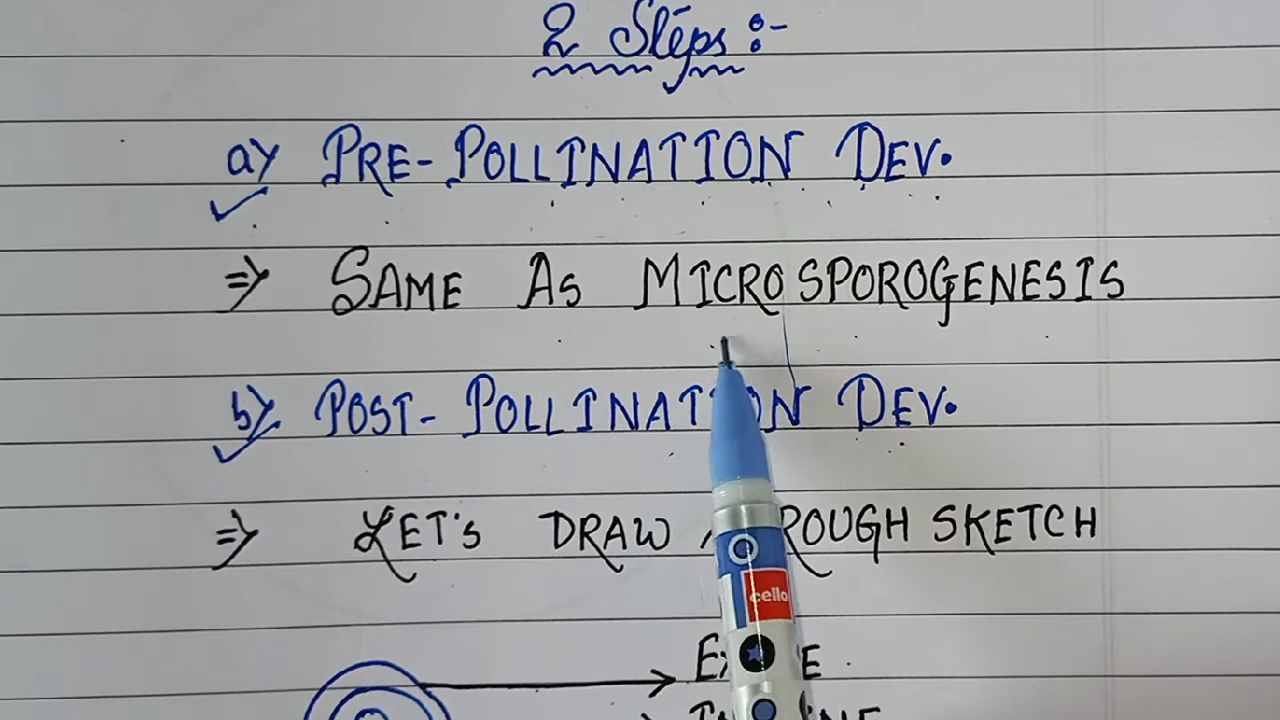 2 Steps :-
a) PRE-POLLINATION DEV.
=> SAME AS MICROSPOROGENESIS
b) POST-POLLINATION DEV.
=> LET'S DRAW ROUGH SKETCH
cello